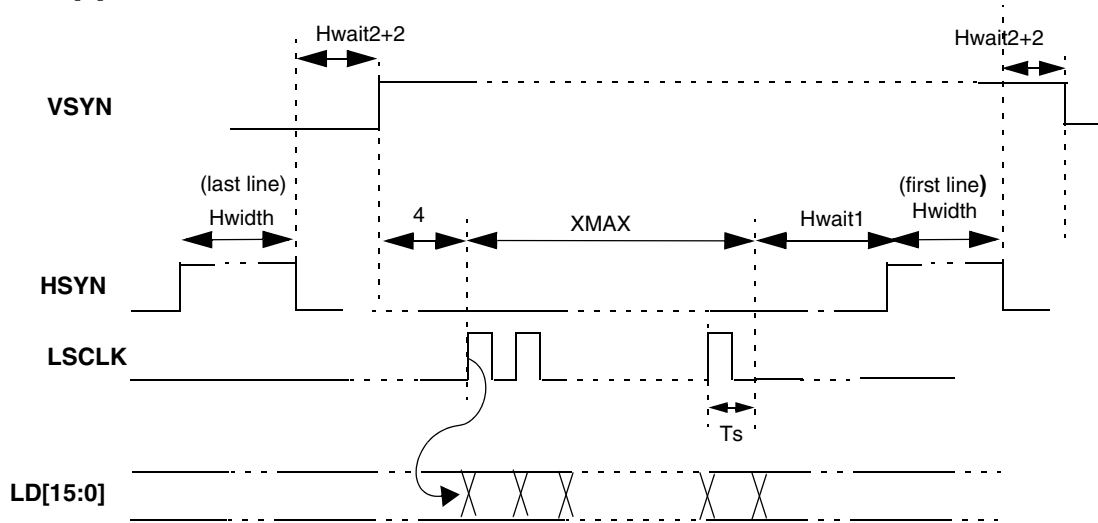 Hwait2+2
Hwait2+2
VSYN
(last line)
Hwidth
4
XMAX
Hwait1
(first line)
Hwidth
HSYN
LSCLK
Ts
LD[15:0]